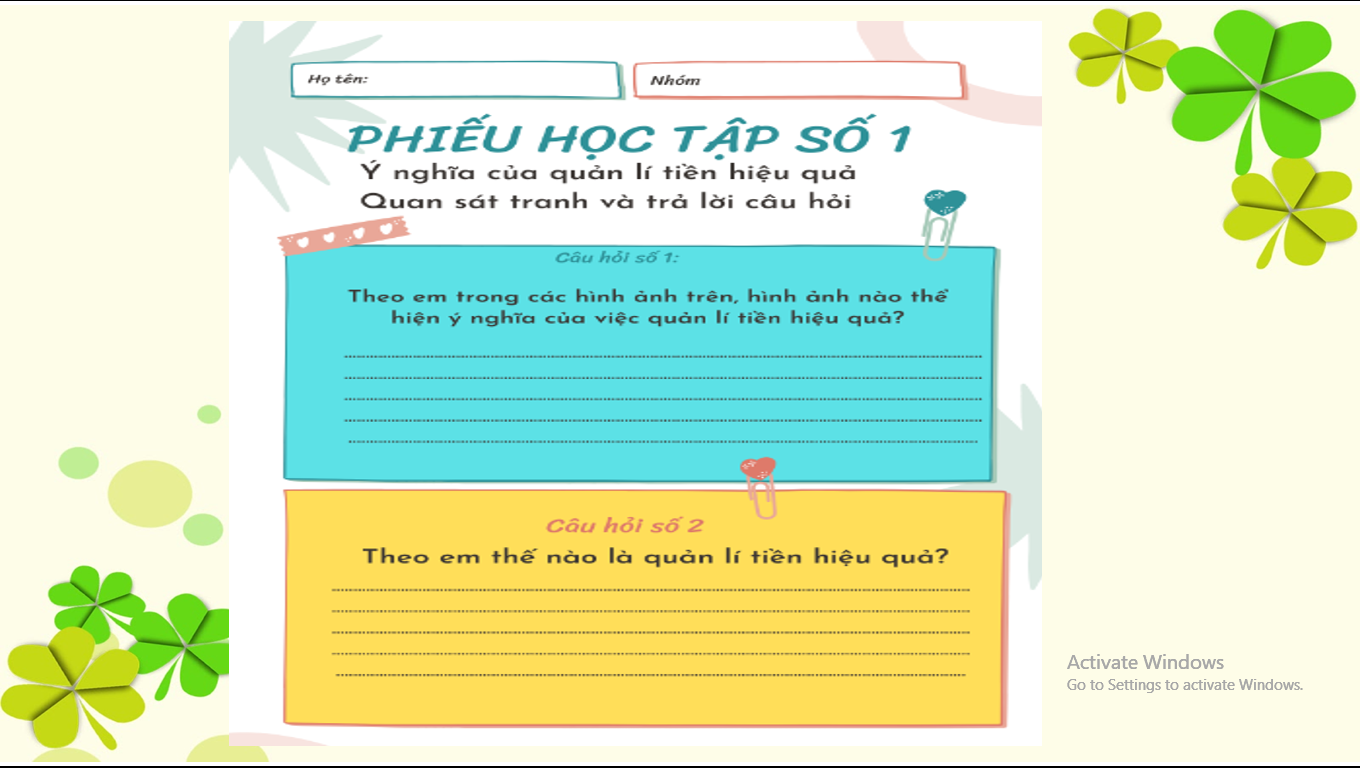 Họ tên:
Nhóm
PHIẾU HỌC TẬP SỐ 1
Ý nghĩa của quản lí tiền hiệu quả
Quan sát tranh và trả lời câu hỏi
Câu hỏi số 1:
Theo em trong các hình ảnh trên, hình ảnh nào thể
hiện ý nghĩa của việc quản lí tiền hiệu quả?
Câu hỏi số 2
Theo em thế nào là quản lí tiền hiệu quả?
Activate Windows
Go to Settings to activate Windows.